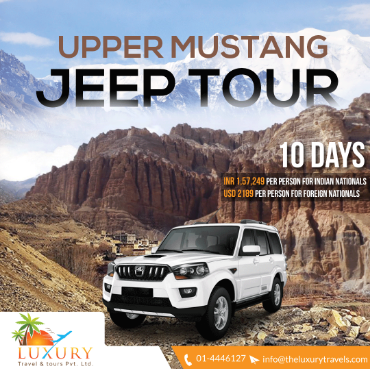 UPPER MUSTANG
JEEP TOUR
10 DAYS
INR 1,57,249 PER PERSON FOR INDIAN NATIONALS
USD 2189 PER PERSON FOR FOREIGN NATIONALS
LUXURY
Travel & tours Pvt. Ltd
01-4446127
info@theluxurytravels.com